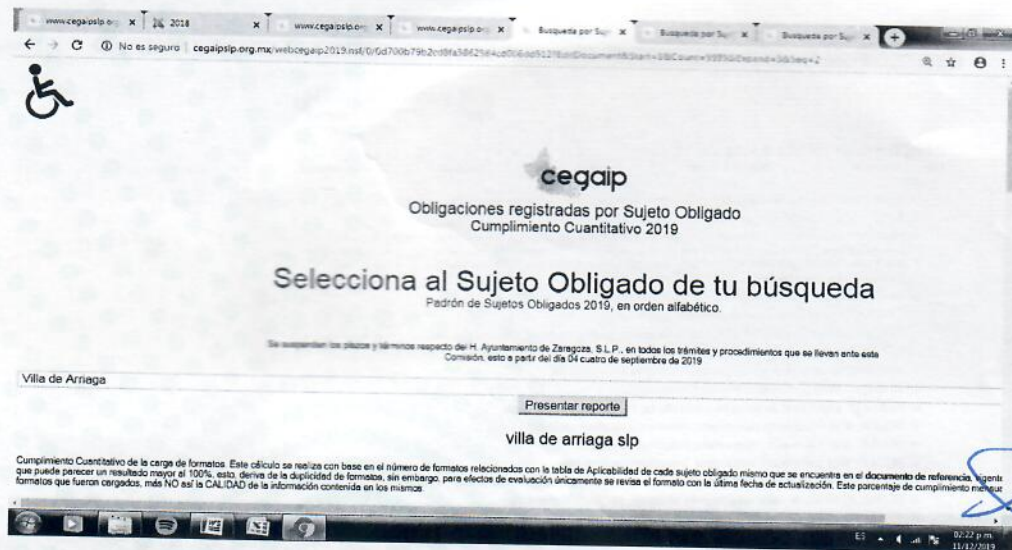 www.cegaipslp.o
2018
www.cegaipslp.o
www.cegaipslp.o
Busqueda por Su
Busqueda por Su
Busqueda por Su
No es seguro cegaipslp.org.mx/webcegaip2019.nsf/0/
cegaip
Obligaciones registradas por Sujeto Obligado
Cumplimiento Cuantitativo 2019
Selecciona al Sujeto Obligado de tu búsqueda
Padrón de Sujetos Obligados 2019, en orden alfabético.
Se suspenden los plazos y términos respecto del H. Ayuntamiento de Zaragoza, S.L.P., en todos los trámites y procedimientos que se llevan ante esta
Comisión, esto a partir del día 04 cuatro de septiembre de 2019
Villa de Arriaga
Presentar reporte
villa de arriaga slp
Cumplimiento Cuantitativo de la carga de formatos. Este cálculo se realiza con base en el número de formatos relacionados con la tabla de Aplicabilidad de cada sujeto obligado mismo que se encuentra en el documento de referencia, vigente
que puede parecer un resultado mayor al 100%, esto, deriva de la duplicidad de formatos, sin embargo, para efectos de evaluación únicamente se revisa el formato con la última fecha de actualización. Este porcentaje de cumplimiento mensur
formatos que fueron cargados, más NO así la CALIDAD de la información contenida en los mismos.
ES
02:22 p.m.
11/12/2019